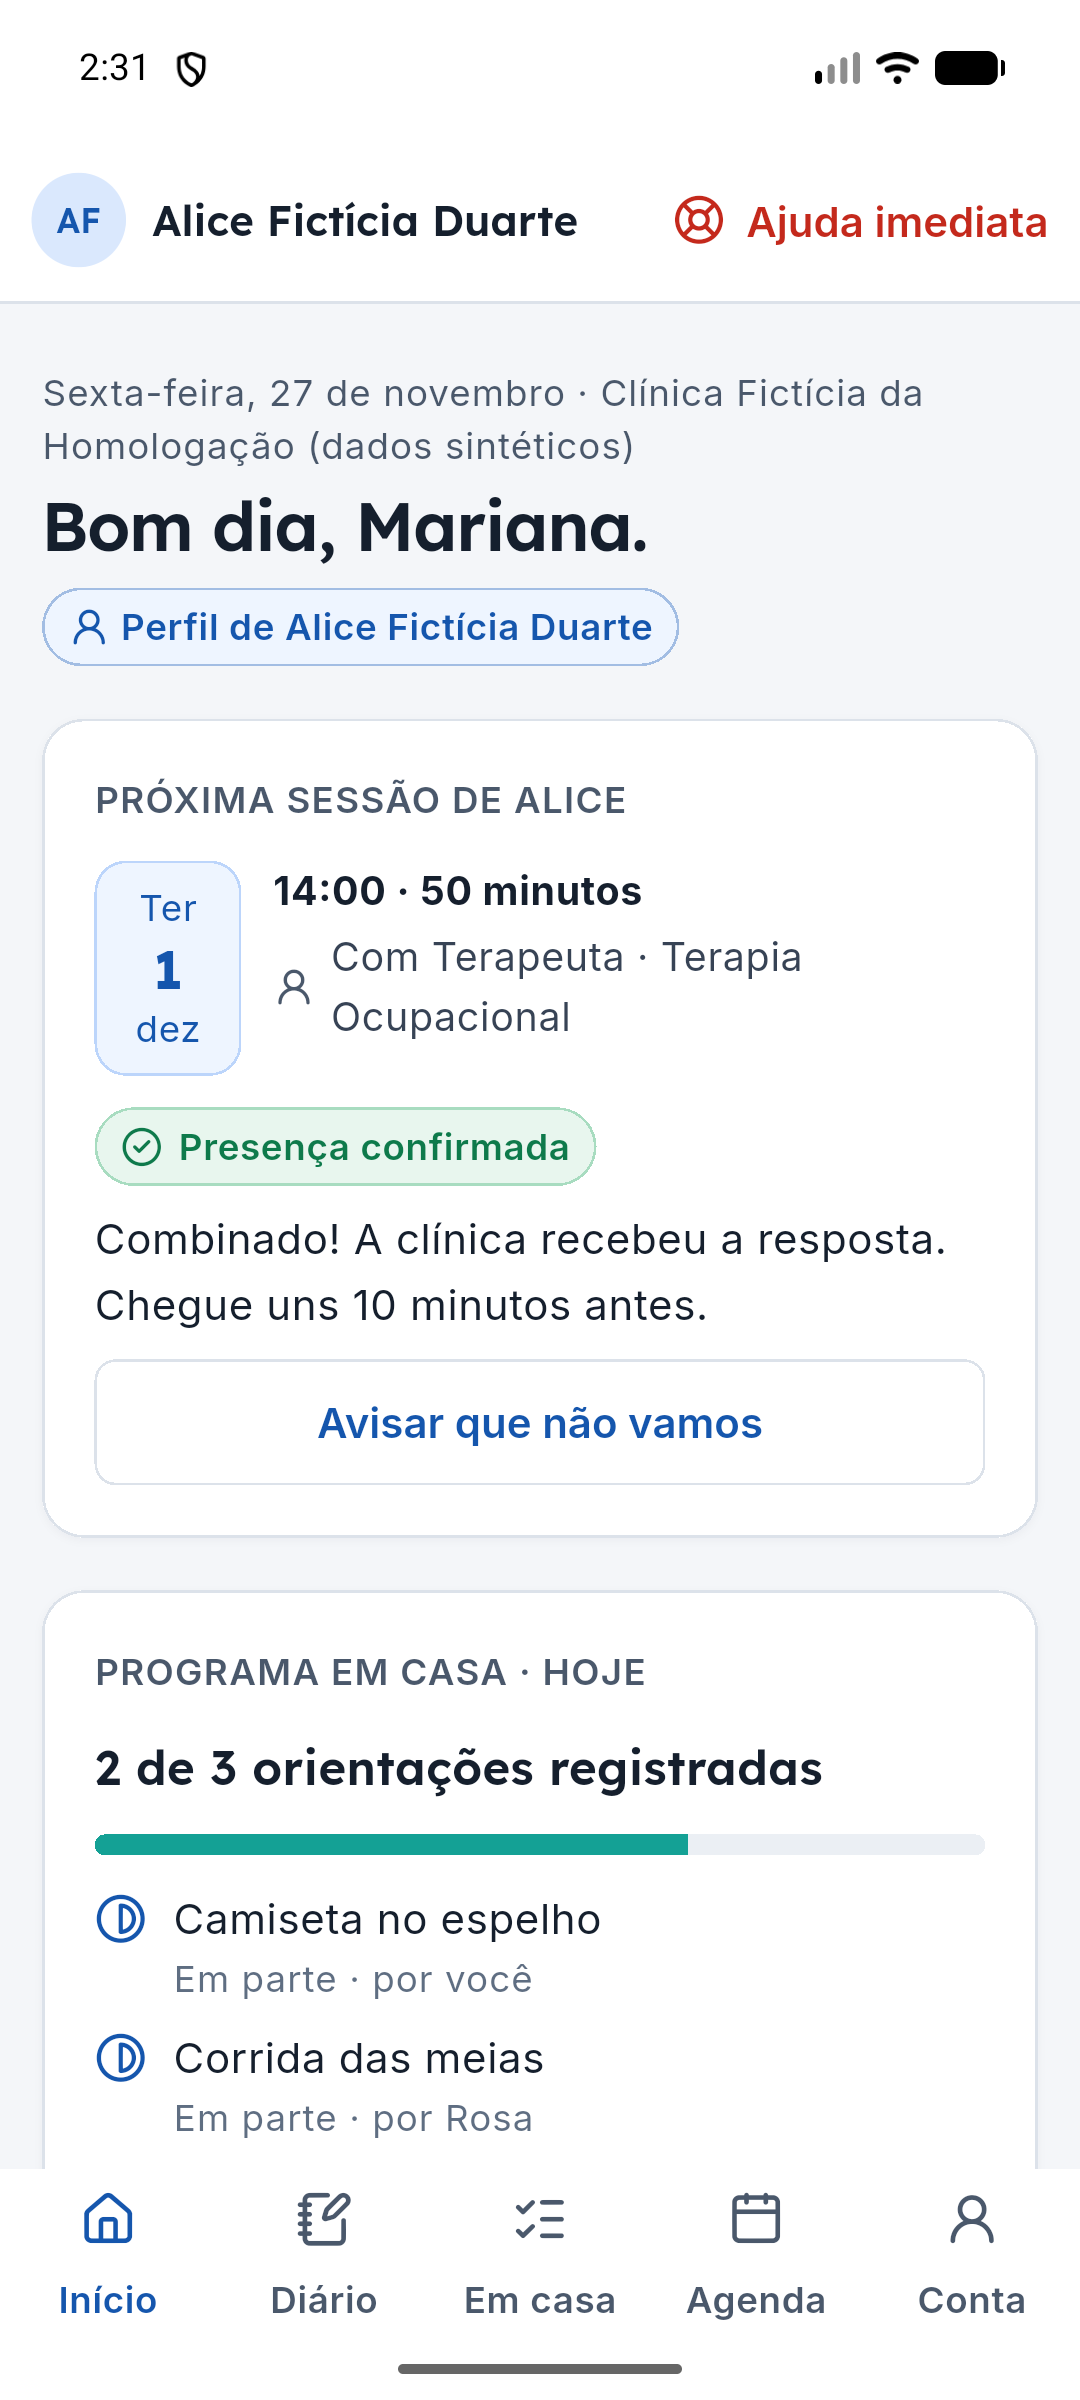 2:31
AF
Alice Fictícia Duarte
Ajuda imediata
Sexta-feira, 27 de novembro · Clínica Fictícia da
Homologação (dados sintéticos)
Bom dia, Mariana.
Perfil de Alice Fictícia Duarte
PRÓXIMA SESSÃO DE ALICE
Ter
1
dez
14:00 · 50 minutos
Com Terapeuta · Terapia
Ocupacional
Presença confirmada
Combinado! A clínica recebeu a resposta.
Chegue uns 10 minutos antes.
Avisar que não vamos
PROGRAMA EM CASA · HOJE
2 de 3 orientações registradas
Camiseta no espelho
Em parte · por você
Corrida das meias
Em parte · por Rosa
Início
Diário
Em casa
Agenda
Conta